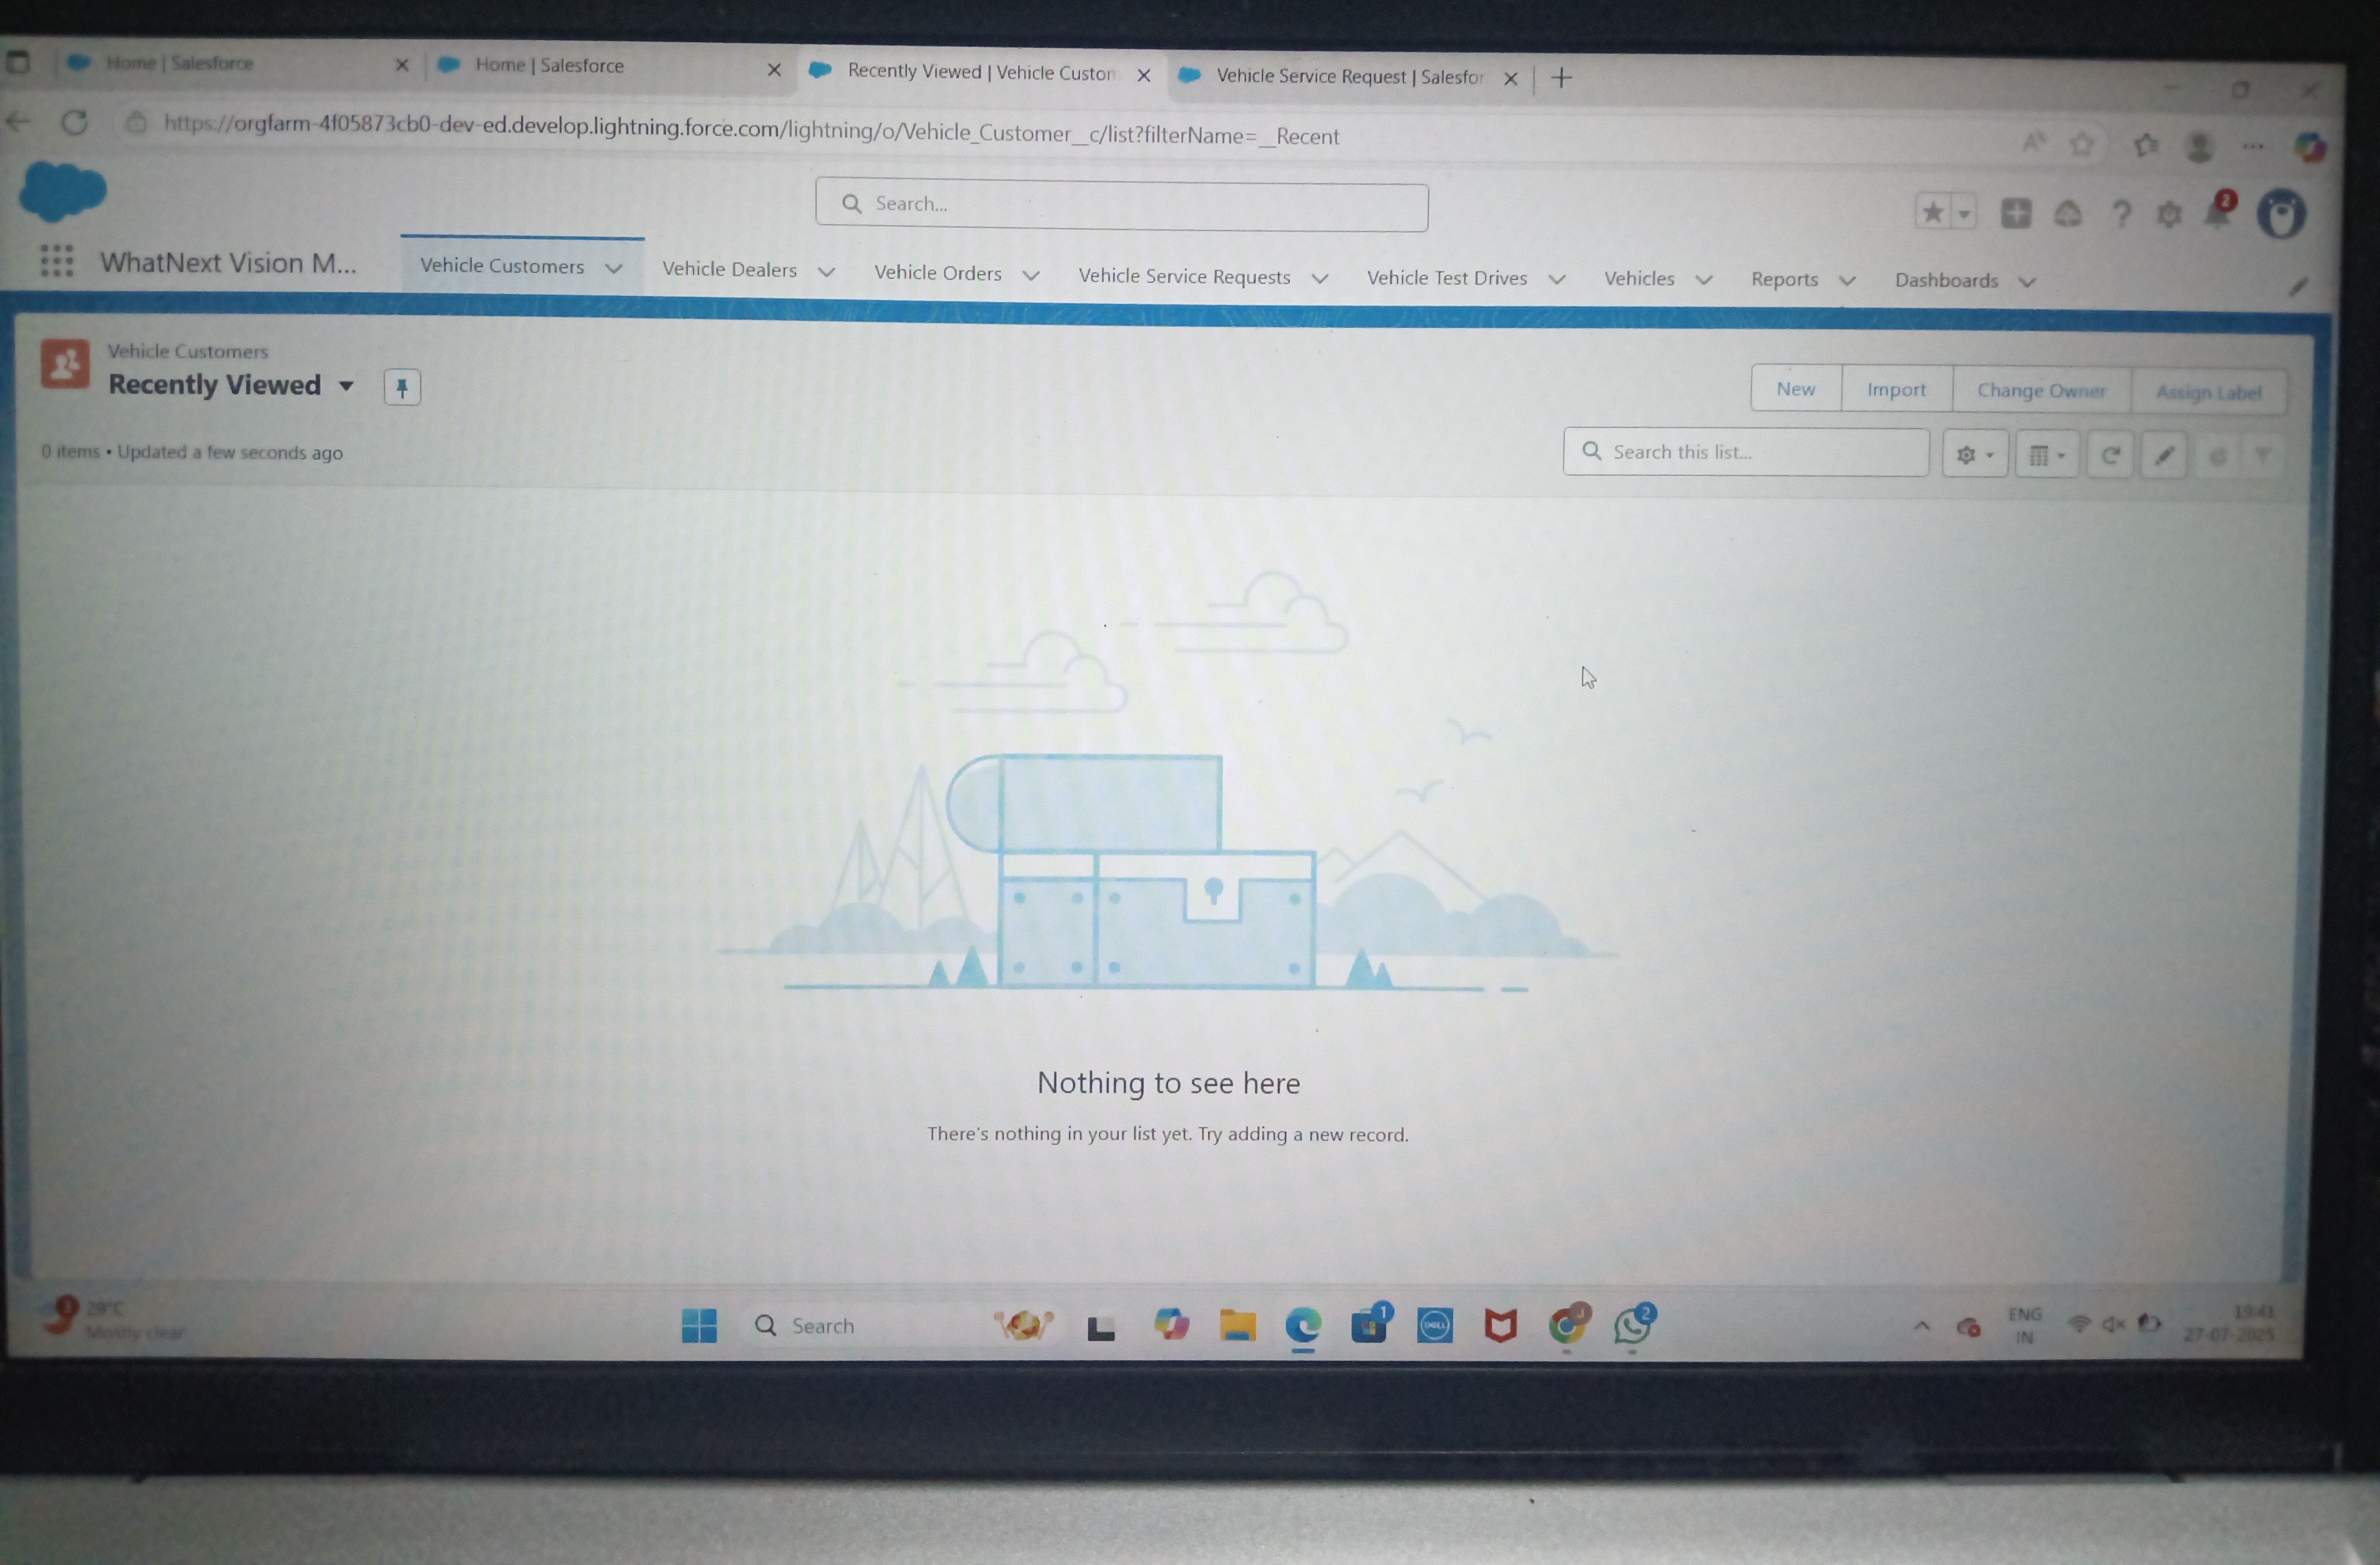 Home | Salesforce
Home | Salesforce
Recently Viewed | Vehicle Custon
Vehicle Service Request | Salesfor
https://orgfarm-4f05873cb0-dev-ed.develop.lightning.force.com/lightning/o/Vehicle_Customer__c/list?filterName=__Recent
Search...
2
WhatNext Vision M...
Vehicle Customers
Vehicle Dealers
Vehicle Orders
Vehicle Service Requests
Vehicle Test Drives
Vehicles
Reports
Dashboards
Vehicle Customers
Recently Viewed
New
Import
Change Owner
Assign Label
0 items • Updated a few seconds ago
Search this list...
Nothing to see here
There's nothing in your list yet. Try adding a new record.
29°C
Mostly clear
Search
1
DELL
2
ENG
IN
19:41
27-07-2025